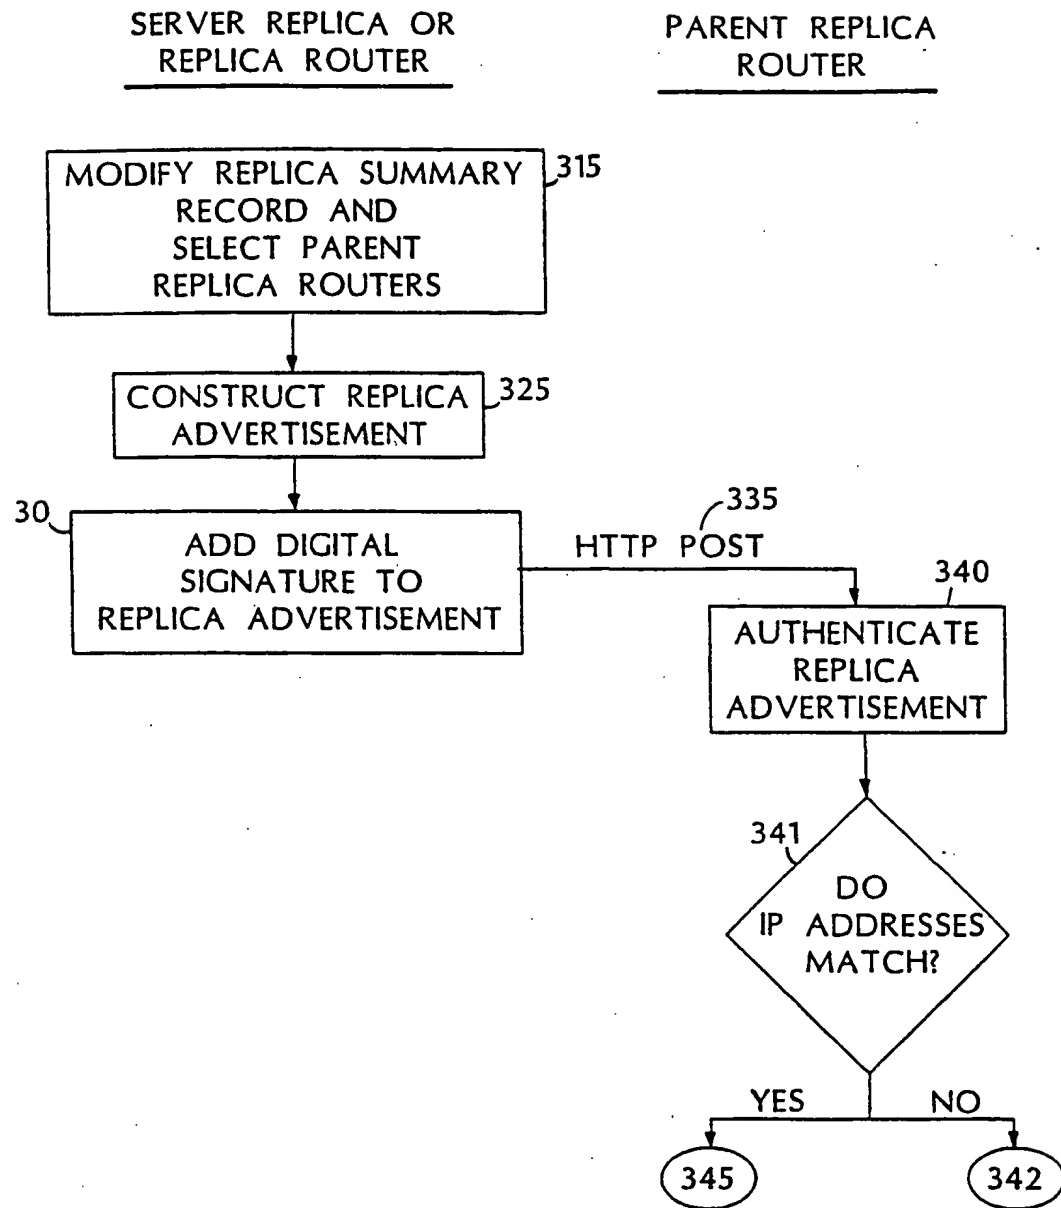 SERVER REPLICA OR
REPLICA ROUTER
PARENT REPLICA
ROUTER
MODIFY REPLICA SUMMARY
RECORD AND
SELECT PARENT
REPLICA ROUTERS
315
CONSTRUCT REPLICA
ADVERTISEMENT
325
30
ADD DIGITAL
SIGNATURE TO
REPLICA ADVERTISEMENT
335
HTTP POST
340
AUTHENTICATE
REPLICA
ADVERTISEMENT
341
DO
IP ADDRESSES
MATCH?
YES
NO
345
342